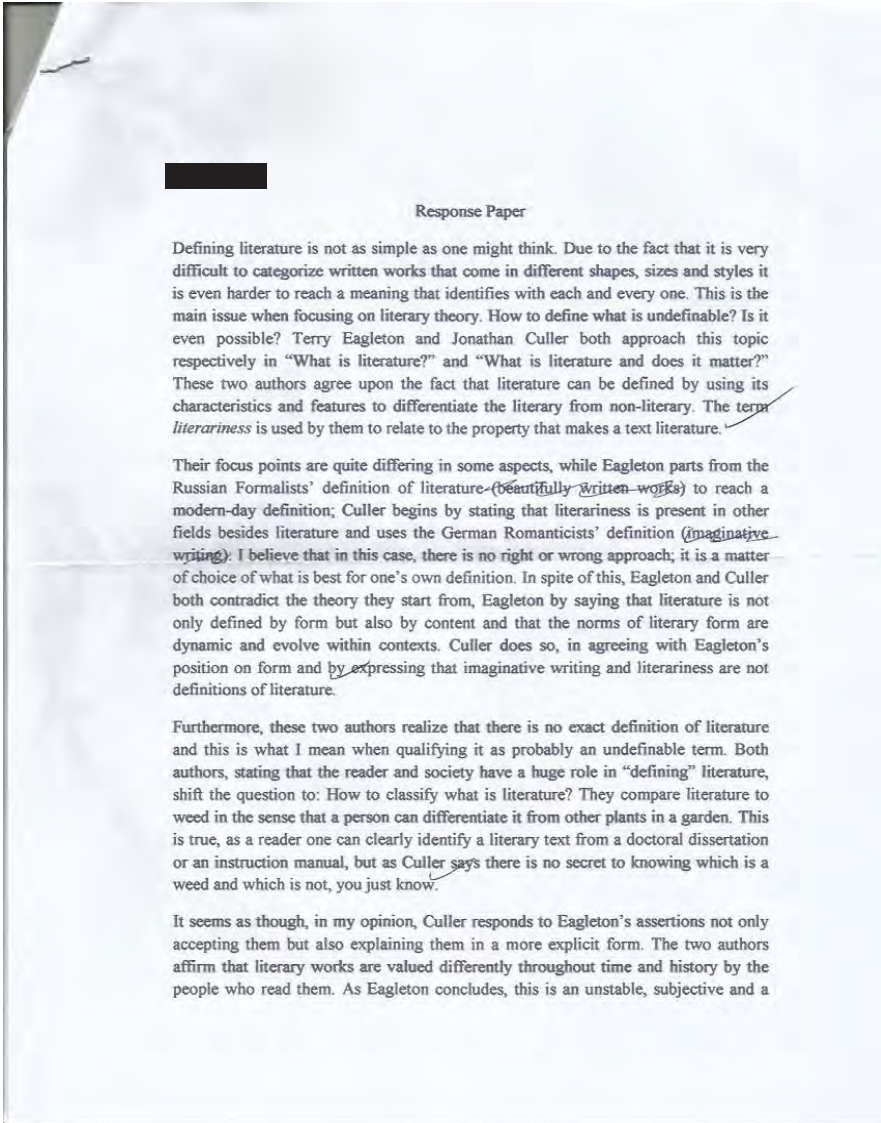 Response Paper
Defining literature is not as simple as one might think. Due to the fact that it is very
difficult to categorize written works that come in different shapes, sizes and styles it
is even harder to reach a meaning that identifies with each and every one. This is the
main issue when focusing on literary theory. How to define what is undefinable? Is it
even possible? Terry Eagleton and Jonathan Culler both approach this topic
respectively in “What is literature?” and “What is literature and does it matter?”
These two authors agree upon the fact that literature can be defined by using its
characteristics and features to differentiate the literary from non-literary. The term
literariness is used by them to relate to the property that makes a text literature.
Their focus points are quite differing in some aspects, while Eagleton parts from the
Russian Formalists’ definition of literature (beautifully written works) to reach a
modern-day definition; Culler begins by stating that literariness is present in other
fields besides literature and uses the German Romanticists’ definition (imaginative
writing). I believe that in this case, there is no right or wrong approach; it is a matter
of choice of what is best for one’s own definition. In spite of this, Eagleton and Culler
both contradict the theory they start from, Eagleton by saying that literature is not
only defined by form but also by content and that the norms of literary form are
dynamic and evolve within contexts. Culler does so, in agreeing with Eagleton’s
position on form and by expressing that imaginative writing and literariness are not
definitions of literature.
Furthermore, these two authors realize that there is no exact definition of literature
and this is what I mean when qualifying it as probably an undefinable term. Both
authors, stating that the reader and society have a huge role in “defining” literature,
shift the question to: How to classify what is literature? They compare literature to
weed in the sense that a person can differentiate it from other plants in a garden. This
is true, as a reader one can clearly identify a literary text from a doctoral dissertation
or an instruction manual, but as Culler says there is no secret to knowing which is a
weed and which is not, you just know.
It seems as though, in my opinion, Culler responds to Eagleton’s assertions not only
accepting them but also explaining them in a more explicit form. The two authors
affirm that literary works are valued differently throughout time and history by the
people who read them. As Eagleton concludes, this is an unstable, subjective and a